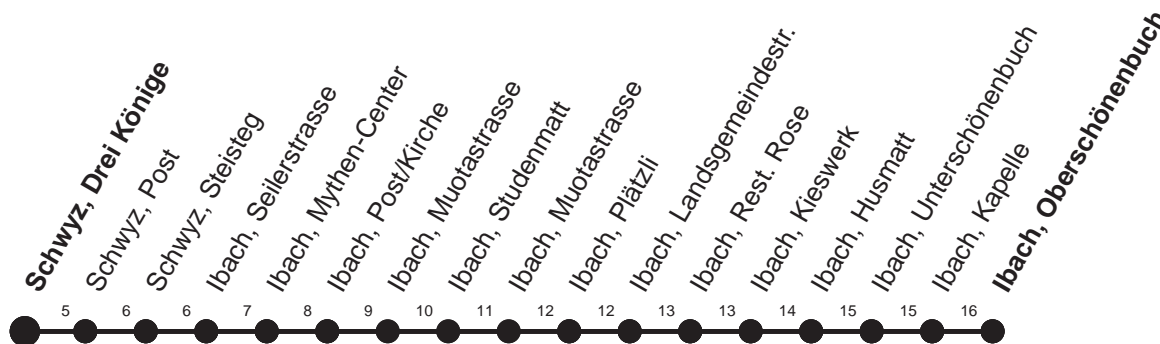 Schwyz, Drei Könige
Schwyz, Post
Schwyz, Steisteg
Ibach, Seilerstrasse
Ibach, Mythen-Center
Ibach, Post/Kirche
Ibach, Muotastrasse
Ibach, Studenmatt
Ibach, Muotastrasse
Ibach, Plätzli
Ibach, Landsgemeindestr.
Ibach, Rest. Rose
Ibach, Kieswerk
Ibach, Husmatt
Ibach, Unterschönenbuch
Ibach, Kapelle
Ibach, Oberschönenbuch
5 6 6 7 8 9 10 11 12 12 13 13 14 15 15 16